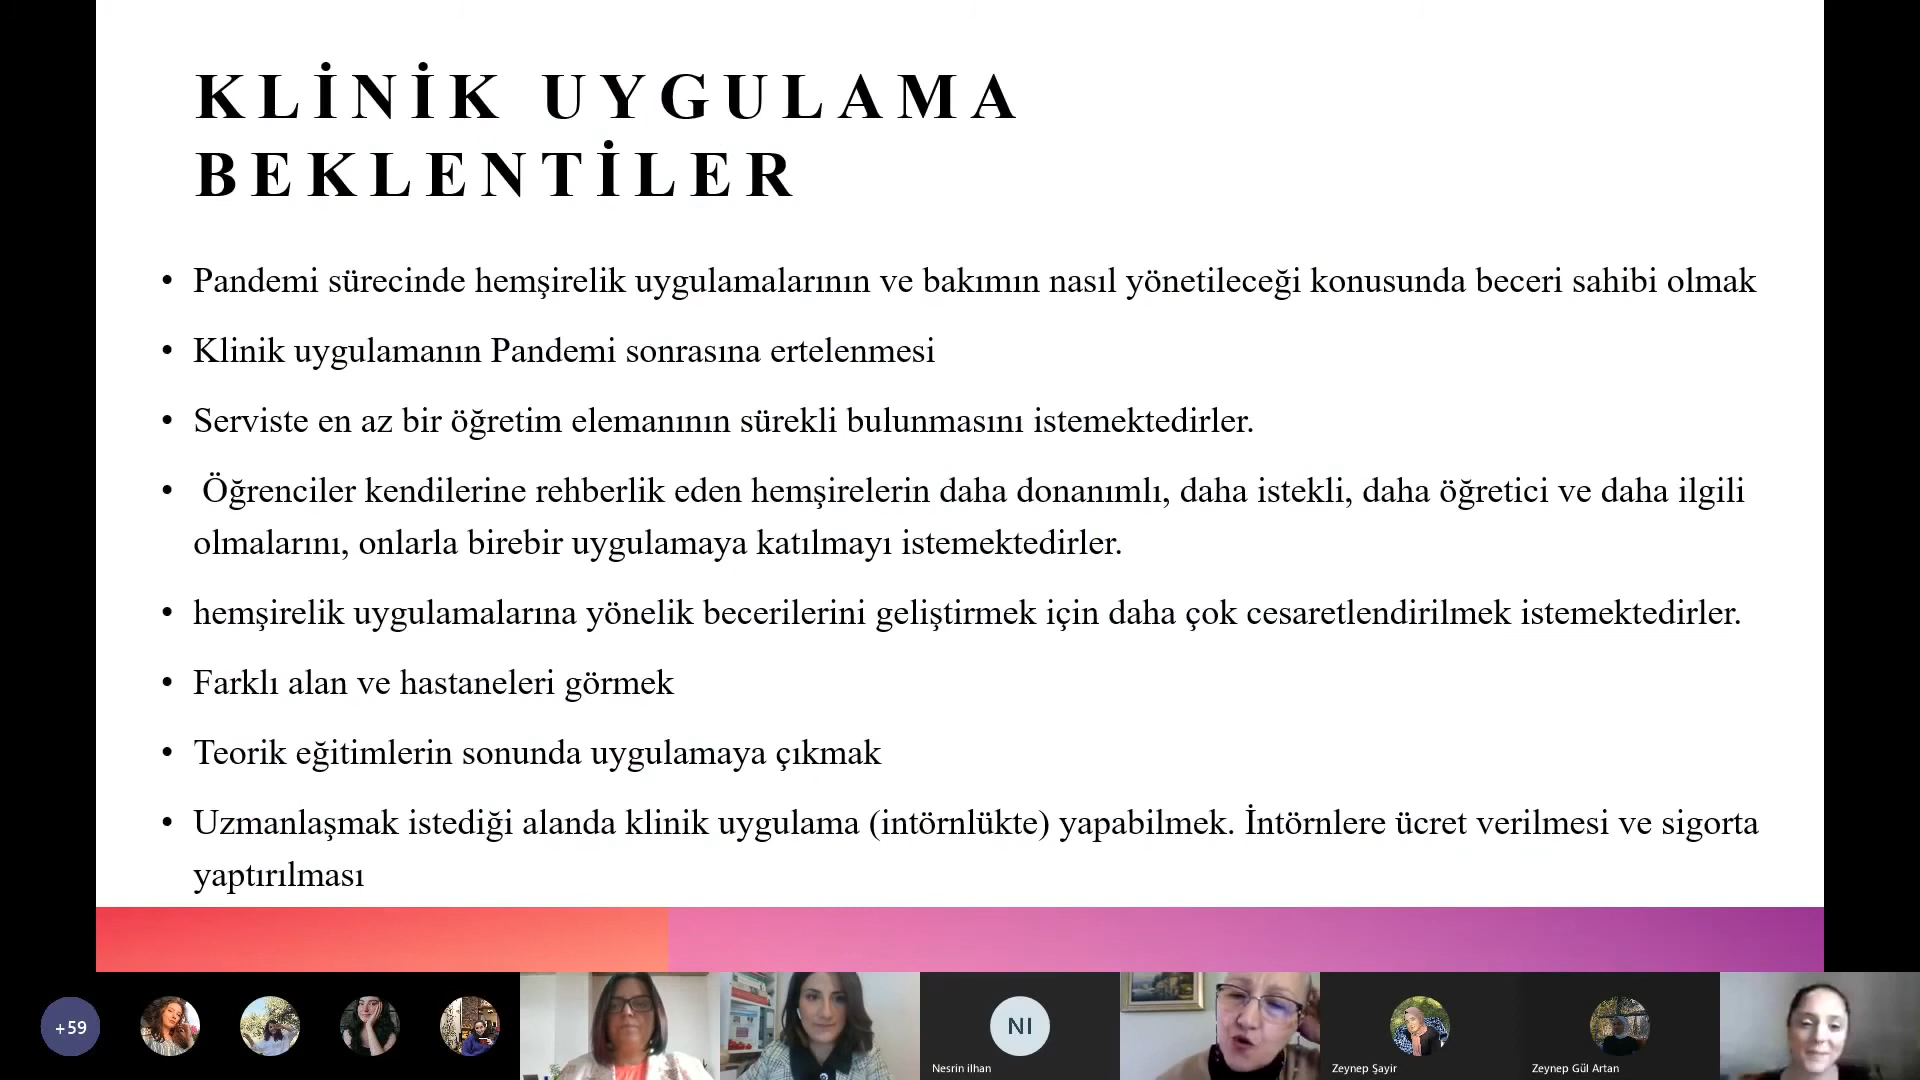 KLİNİK UYGULAMA
BEKLENTİLER
• Pandemi sürecinde hemşirelik uygulamalarının ve bakımın nasıl yönetileceği konusunda beceri sahibi olmak
• Klinik uygulamanın Pandemi sonrasına ertelenmesi
• Serviste en az bir öğretim elemanının sürekli bulunmasını istemektedirler.
• Öğrenciler kendilerine rehberlik eden hemşirelerin daha donanımlı, daha istekli, daha öğretici ve daha ilgili
olmalarını, onlarla birebir uygulamaya katılmayı istemektedirler.
• hemşirelik uygulamalarına yönelik becerilerini geliştirmek için daha çok cesaretlendirilmek istemektedirler.
• Farklı alan ve hastaneleri görmek
• Teorik eğitimlerin sonunda uygulamaya çıkmak
• Uzmanlaşmak istediği alanda klinik uygulama (intörnlükte) yapabilmek. İntörnlere ücret verilmesi ve sigorta
yaptırılması
+59
NI
Nesrin ilhan
Zeynep Şayir
Zeynep Gül Artan